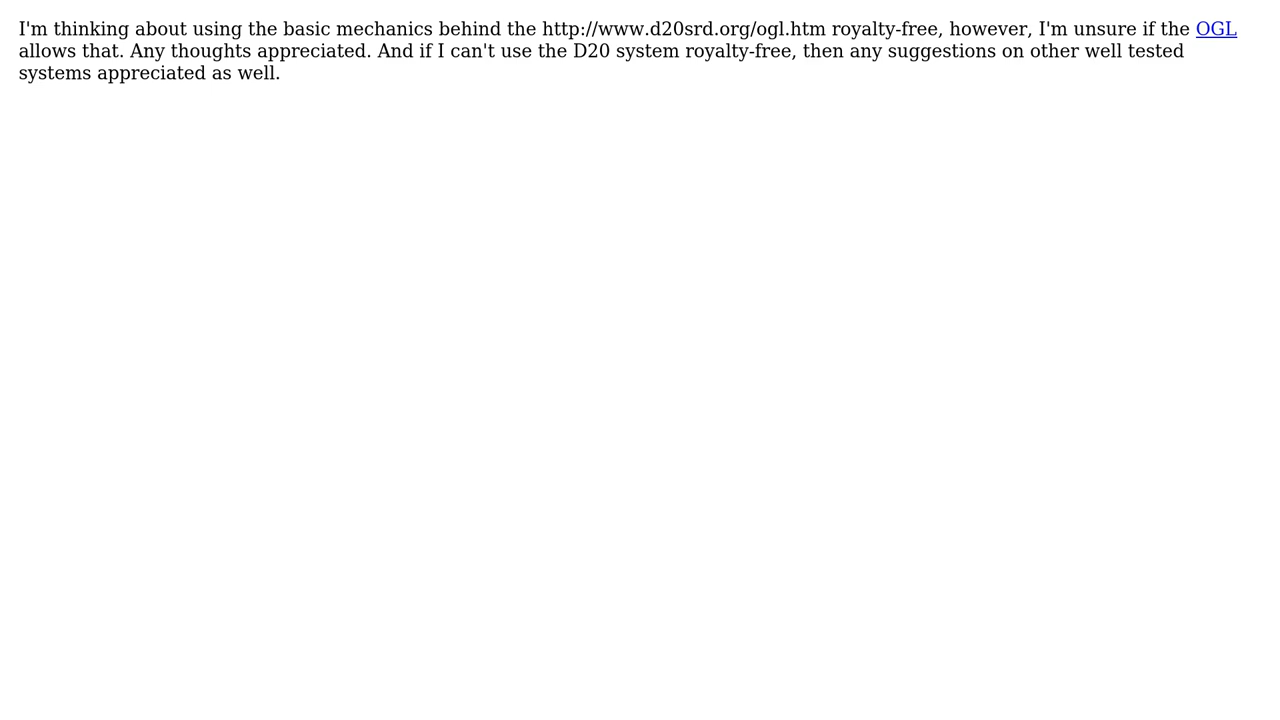 I'm thinking about using the basic mechanics behind the http://www.d20srd.org/ogl.htm royalty-free, however, I'm unsure if the OGL
allows that. Any thoughts appreciated. And if I can't use the D20 system royalty-free, then any suggestions on other well tested
systems appreciated as well.